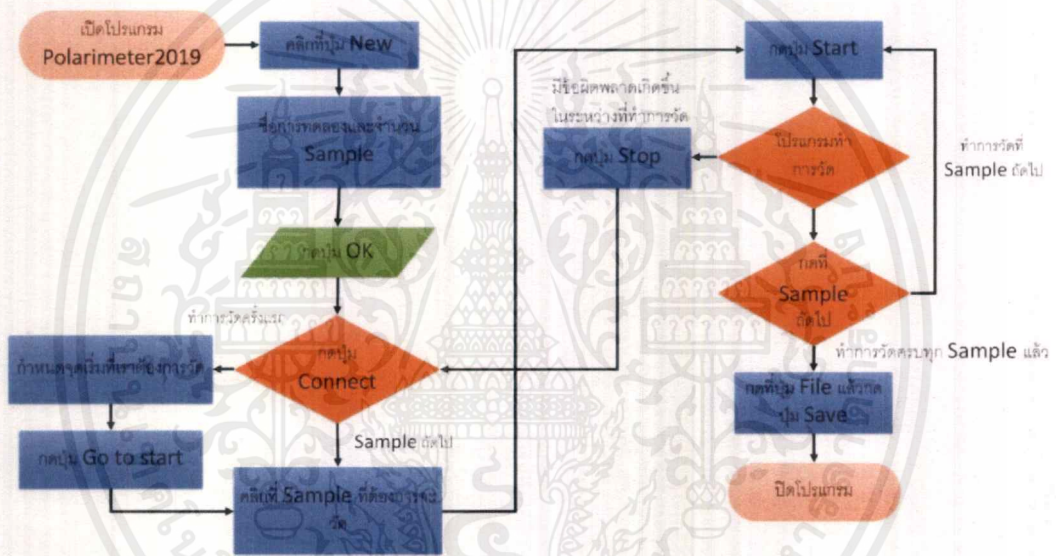 เปิดโปรแกรม
Polarimeter2019
คลิกที่ปุ่ม New
ชื่อการทดลองและจำนวน
Sample
กดปุ่ม OK
ทำการวัดครั้งแรก
กดปุ่ม
Connect
กำหนดจุดเริ่มที่เราต้องการวัด
กดปุ่ม Go to start
Sample ถัดไป
คลิกที่ Sample ที่ต้องการจะ
วัด
กดปุ่ม Start
มีข้อผิดพลาดเกิดขึ้น
ในระหว่างที่ทำการวัด
กดปุ่ม Stop
โปรแกรมทำ
การวัด
ทำการวัดที่
Sample ถัดไป
กดที่
Sample
ถัดไป
ทำการวัดครบทุก Sample แล้ว
กดที่ปุ่ม File แล้วกด
ปุ่ม Save
ปิดโปรแกรม